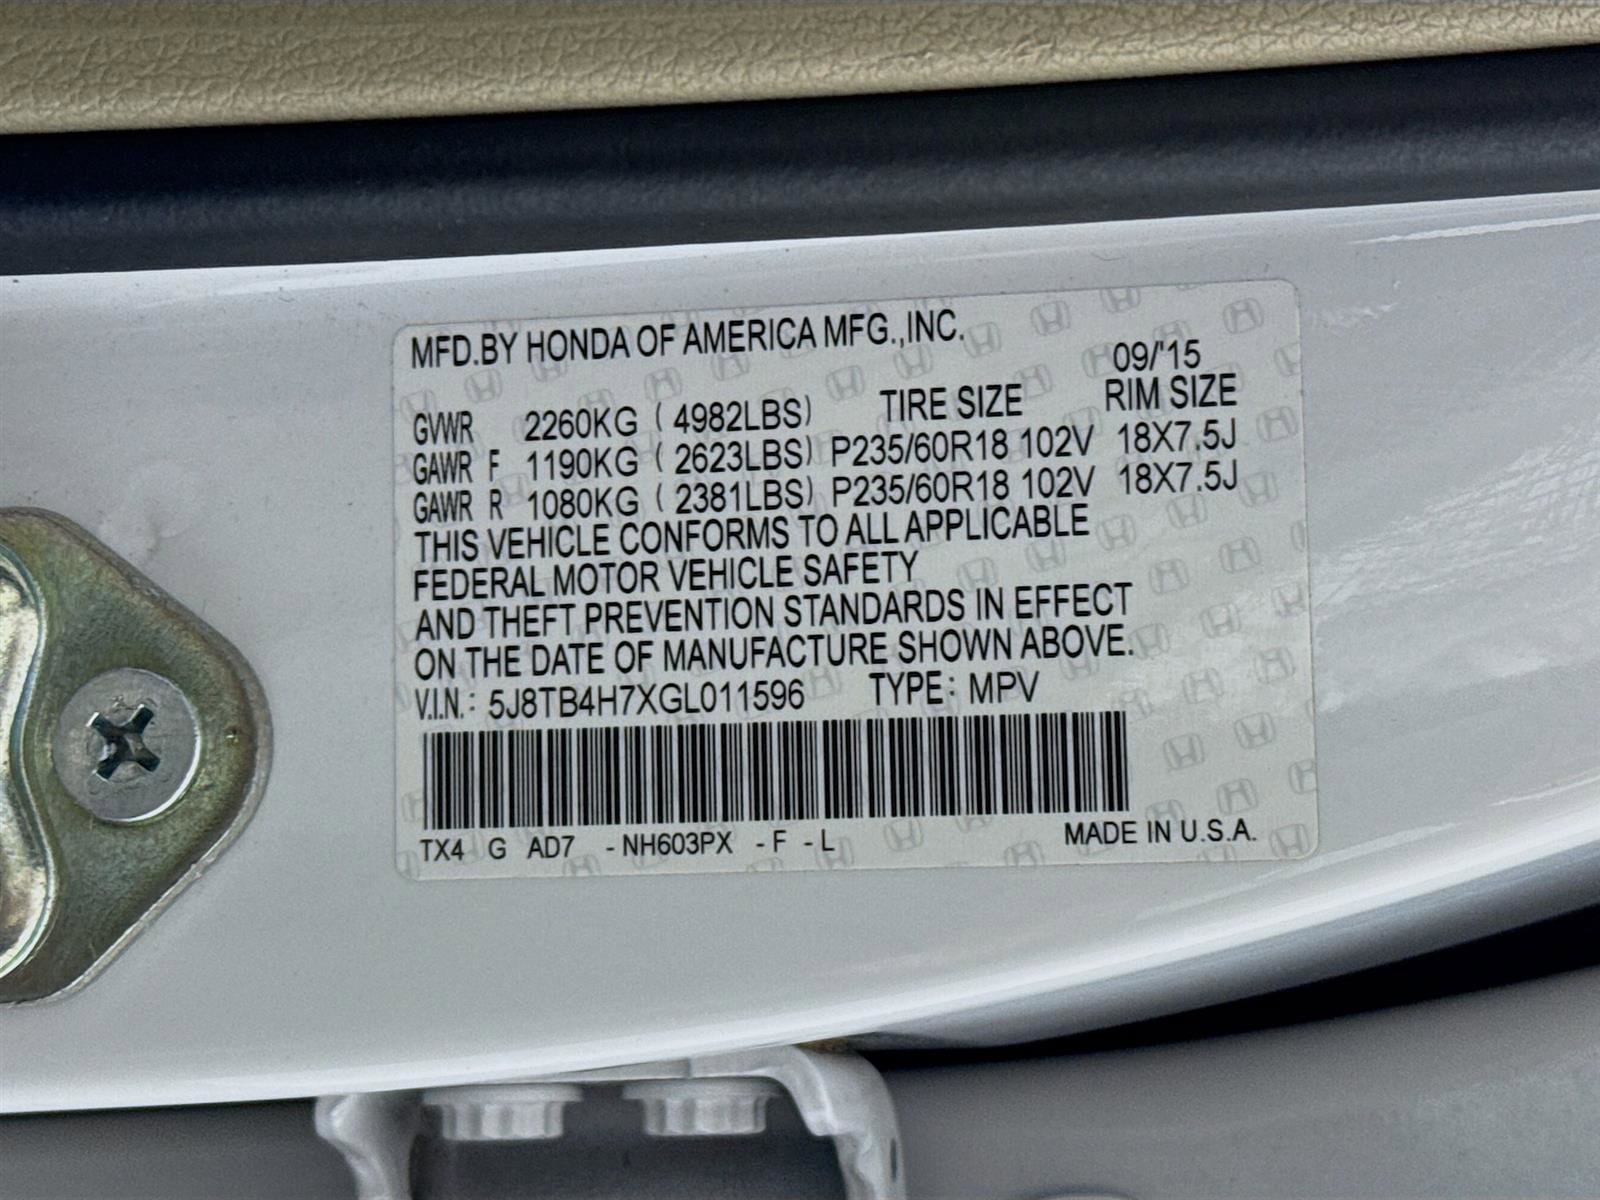 MFD.BY HONDA OF AMERICA MFG.,INC. 09/'15
GVWR 2260KG ( 4982LBS) TIRE SIZE RIM SIZE
GAWR F 1190KG ( 2623LBS) P235/60R18 102V 18X7.5J
GAWR R 1080KG ( 2381LBS) P235/60R18 102V 18X7.5J
THIS VEHICLE CONFORMS TO ALL APPLICABLE
FEDERAL MOTOR VEHICLE SAFETY
AND THEFT PREVENTION STANDARDS IN EFFECT
ON THE DATE OF MANUFACTURE SHOWN ABOVE.
V.I.N.: 5J8TB4H7XGL011596 TYPE: MPV
TX4 G AD7 -NH603PX -F -L MADE IN U.S.A.